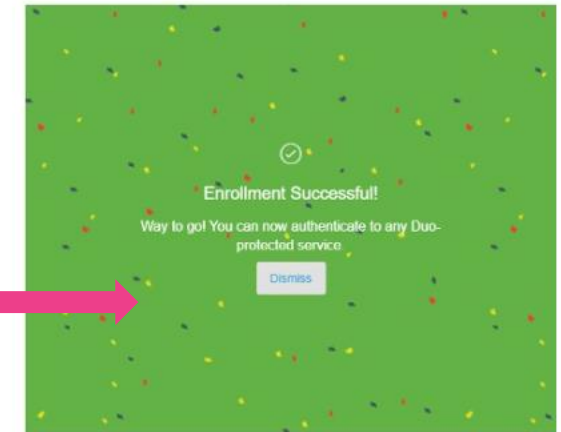 Enrollment Successful!
Way to go! You can now authenticate to any Duo-
protected service
Dismiss